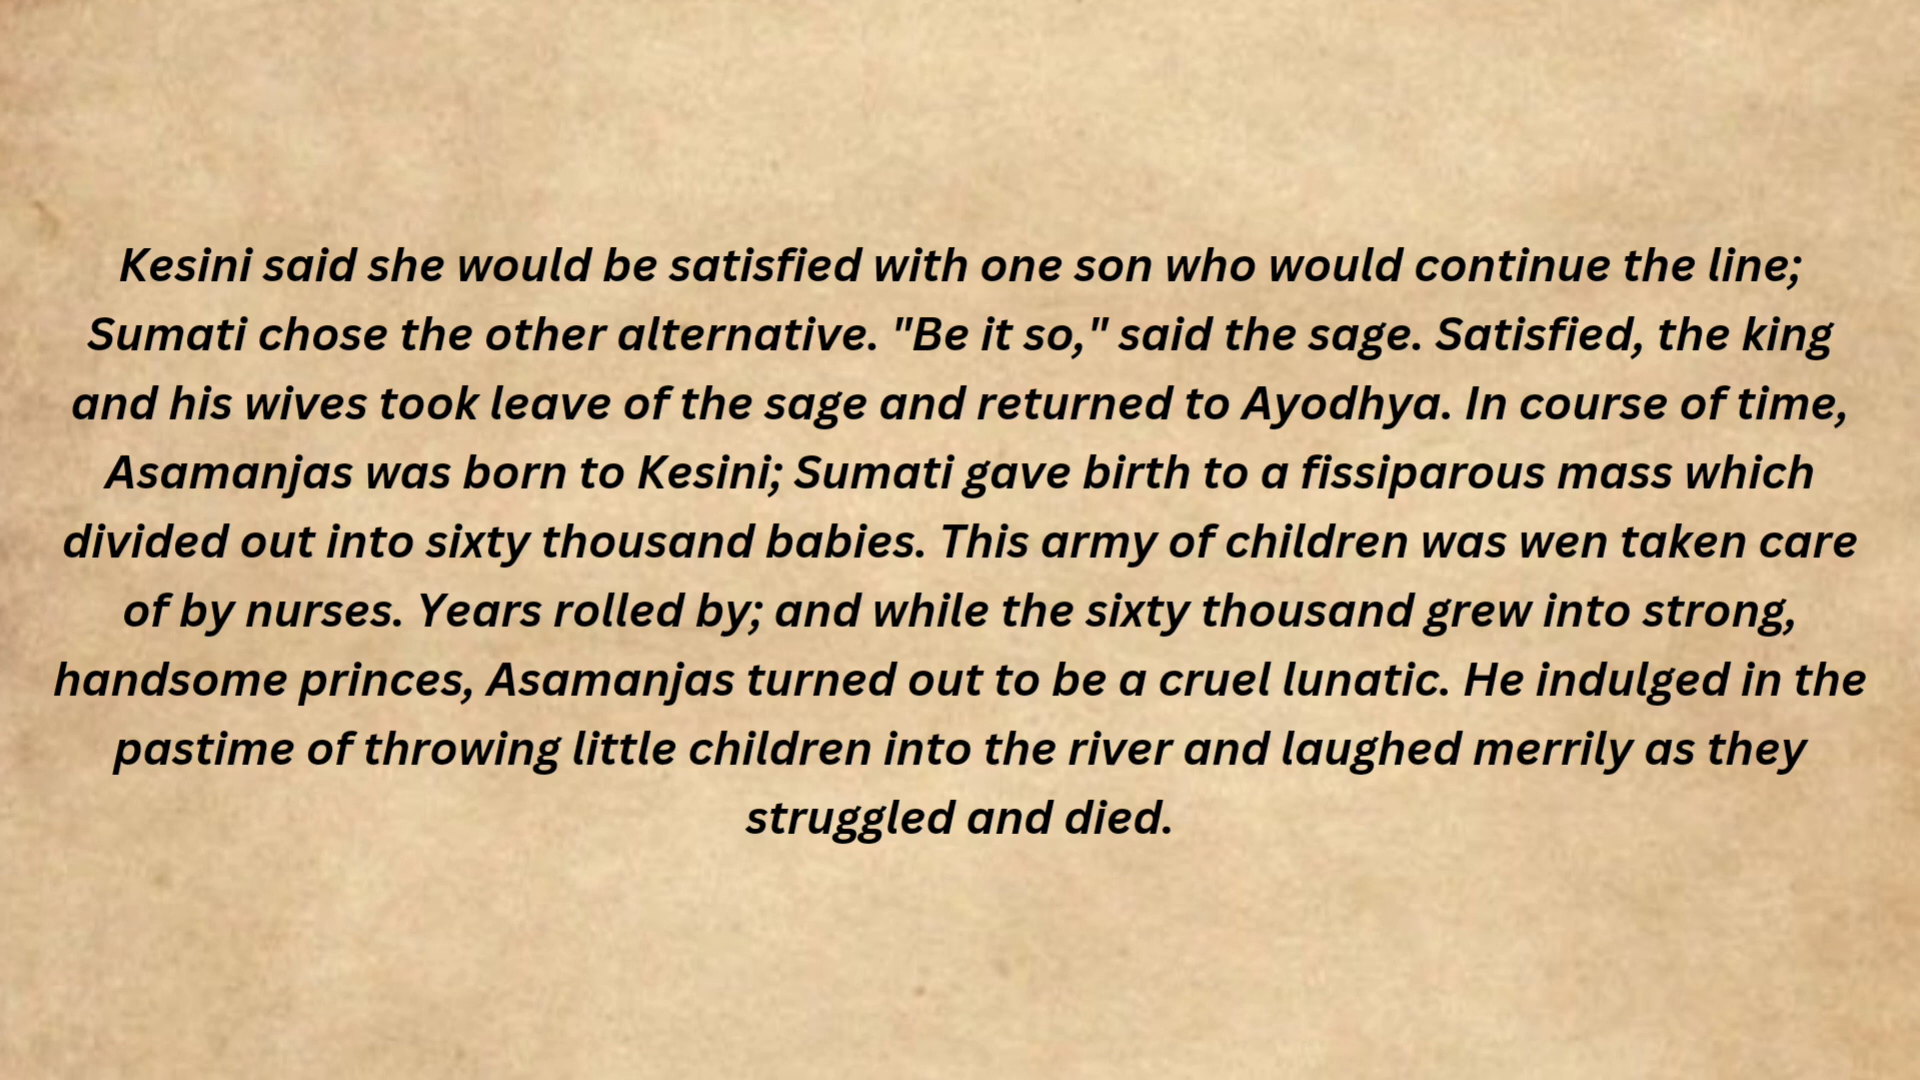 Kesini said she would be satisfied with one son who would continue the line;
Sumati chose the other alternative. "Be it so," said the sage. Satisfied, the king
and his wives took leave of the sage and returned to Ayodhya. In course of time,
Asamanjas was born to Kesini; Sumati gave birth to a fissiparous mass which
divided out into sixty thousand babies. This army of children was wen taken care
of by nurses. Years rolled by; and while the sixty thousand grew into strong,
handsome princes, Asamanjas turned out to be a cruel lunatic. He indulged in the
pastime of throwing little children into the river and laughed merrily as they
struggled and died.